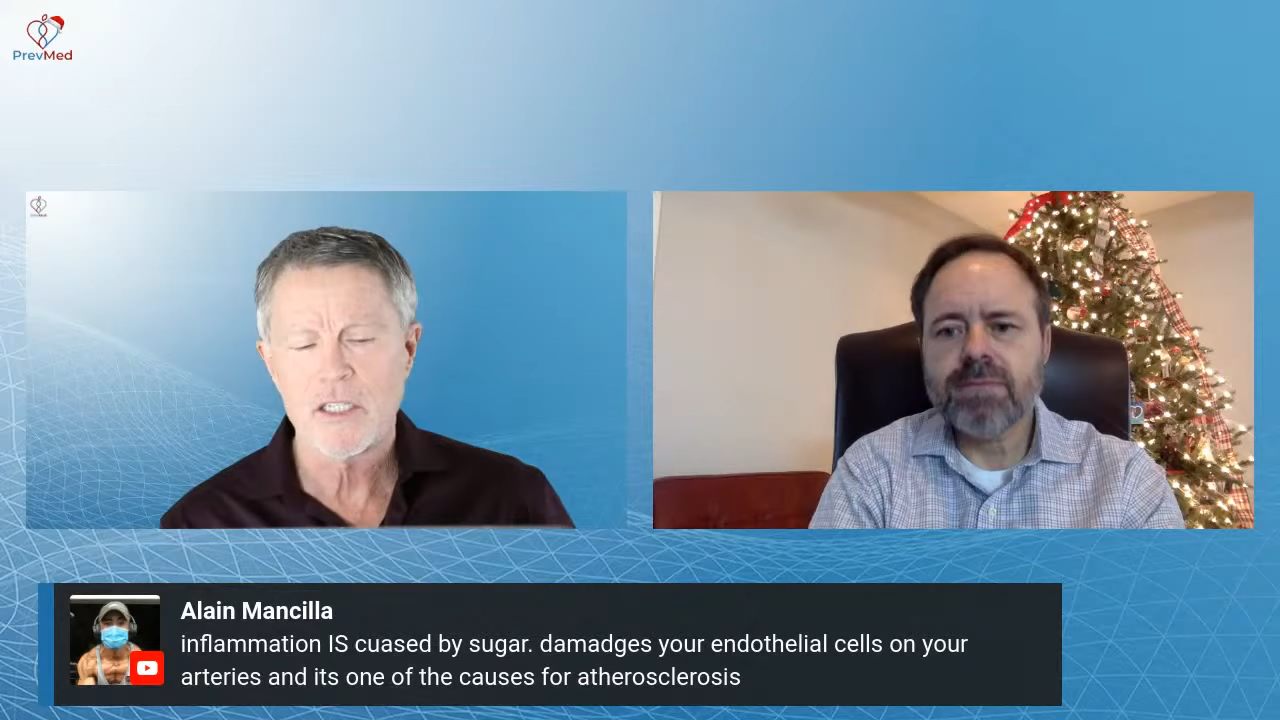 PrevMed
Alain Mancilla
inflammation IS cuased by sugar. damadges your endothelial cells on your
arteries and its one of the causes for atherosclerosis